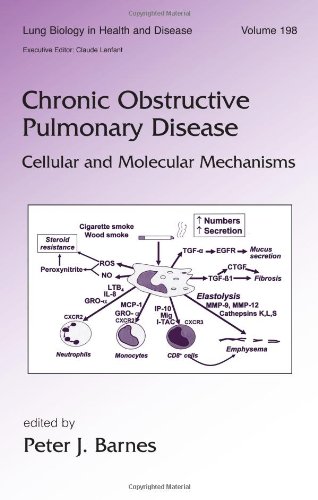 Lung Biology in Health and Disease Volume 198
Executive Editor: Claude Lenfant
Chronic Obstructive
Pulmonary Disease
Cellular and Molecular Mechanisms
Cigarette smoke
Wood smoke
↑ Numbers
↑ Secretion
Steroid
resistance
Peroxynitrite
ROS
NO
TGF-α
EGFR
Mucus
secretion
CTGF
TGF-ß1
Fibrosis
LTB4
IL-8
GRO-α
MCP-1
GRO-α
CXCR2
CXCR2
IP-10
Mig
I-TAC
CXCR3
Elastolysis
MMP-9, MMP-12
Cathepsins K,L,S
Neutrophils
Monocytes
CD8+ cells
Emphysema
edited by
Peter J. Barnes
Copyrighted Material